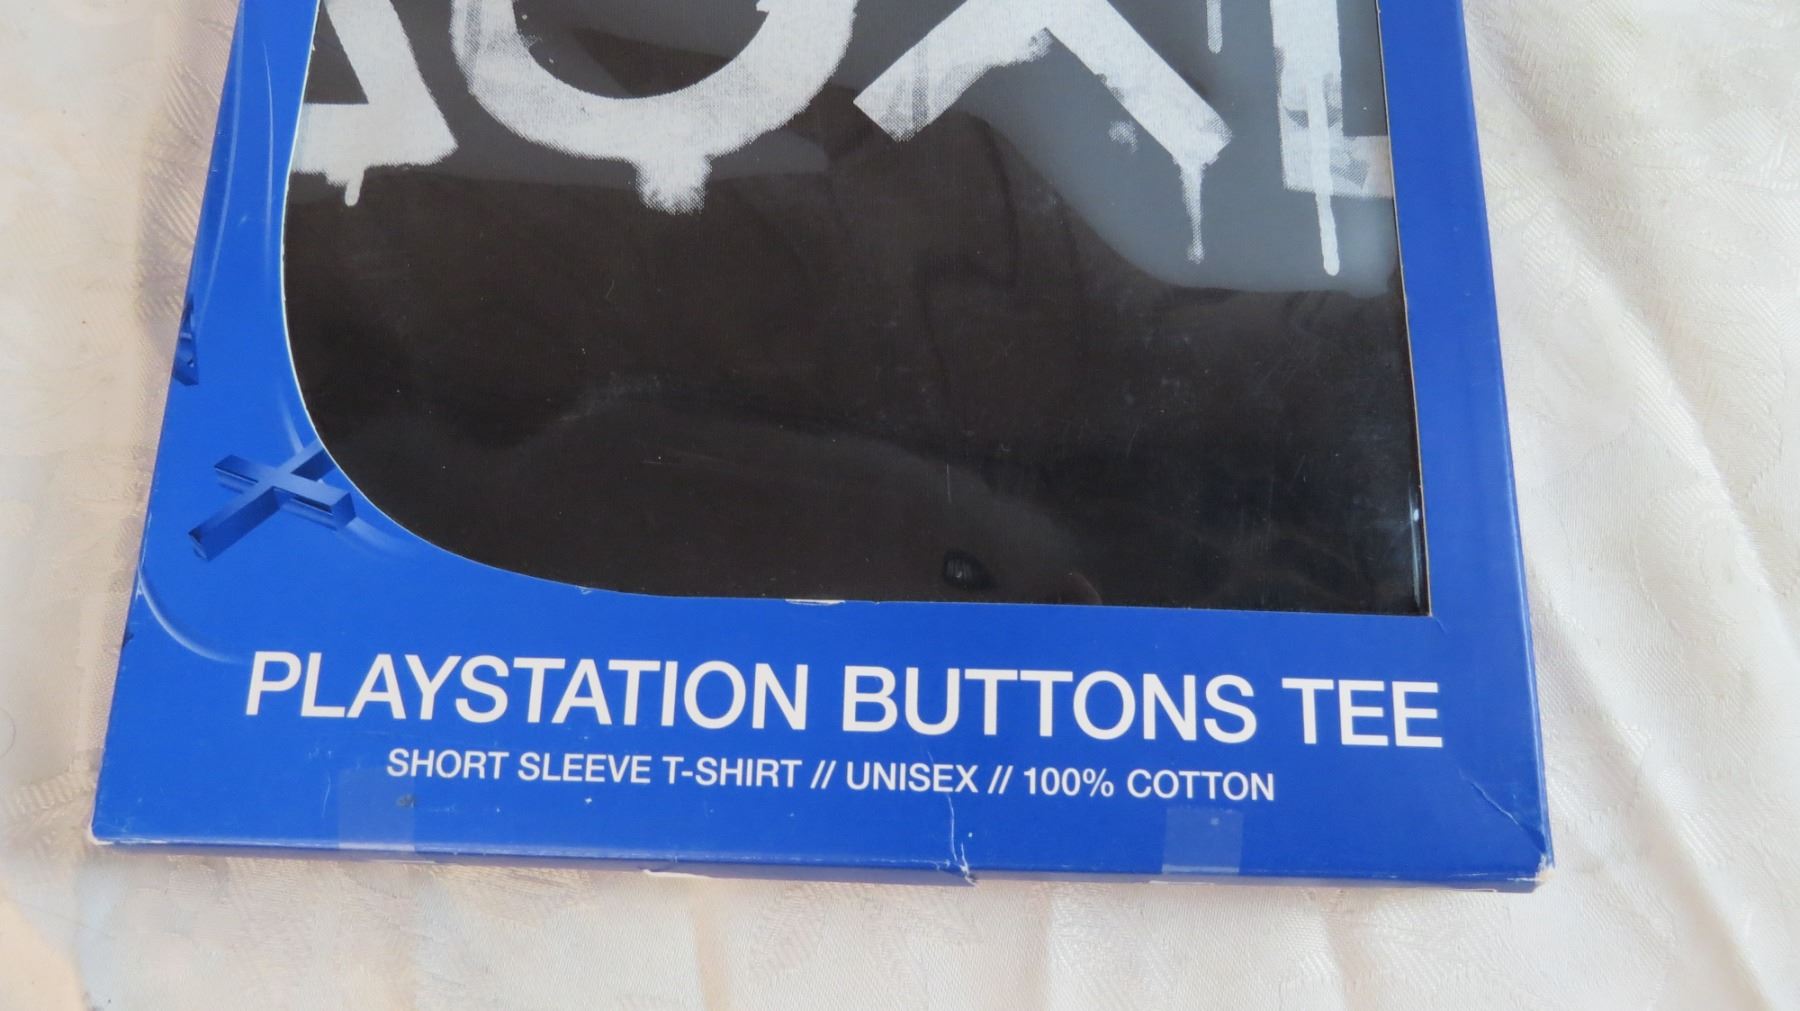 PLAYSTATION BUTTONS TEE
SHORT SLEEVE T-SHIRT // UNISEX // 100% COTTON